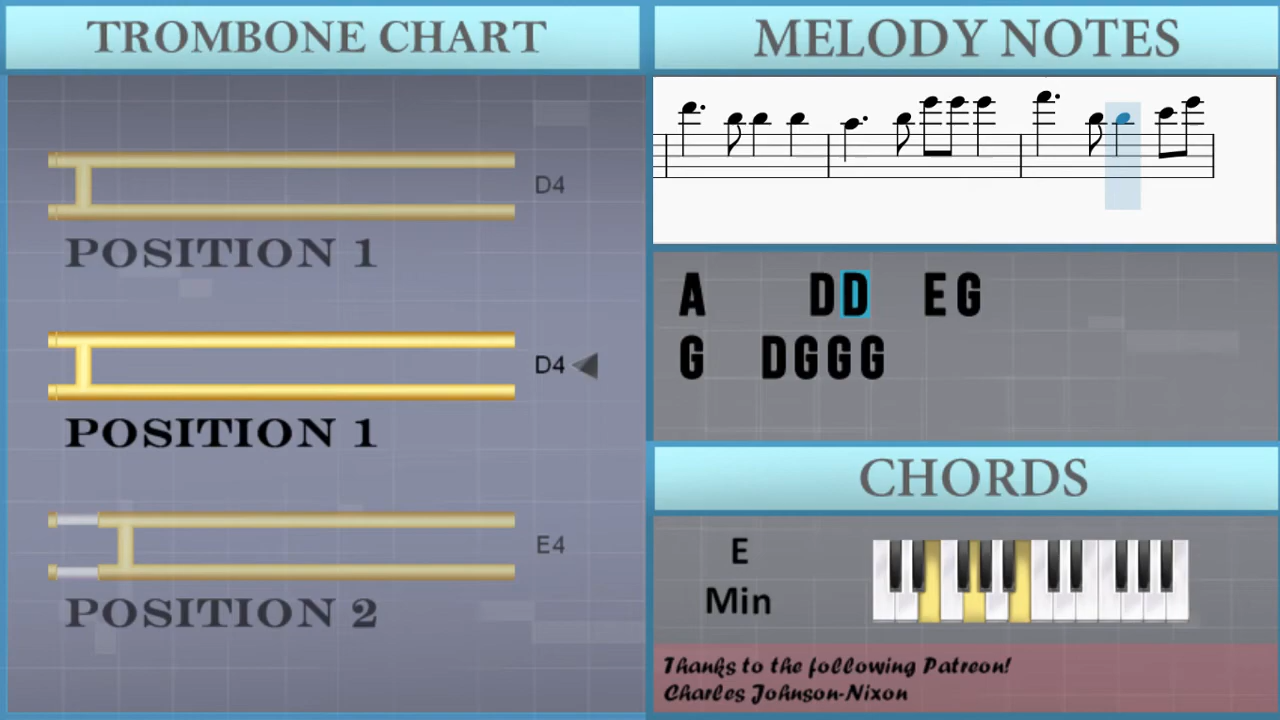 TROMBONE CHART
D4
POSITION 1
D4
POSITION 1
E4
POSITION 2
MELODY NOTES
A DD EG
G DGGG
CHORDS
E
Min
Thanks to the following Patreon!
Charles Johnson-Nixon